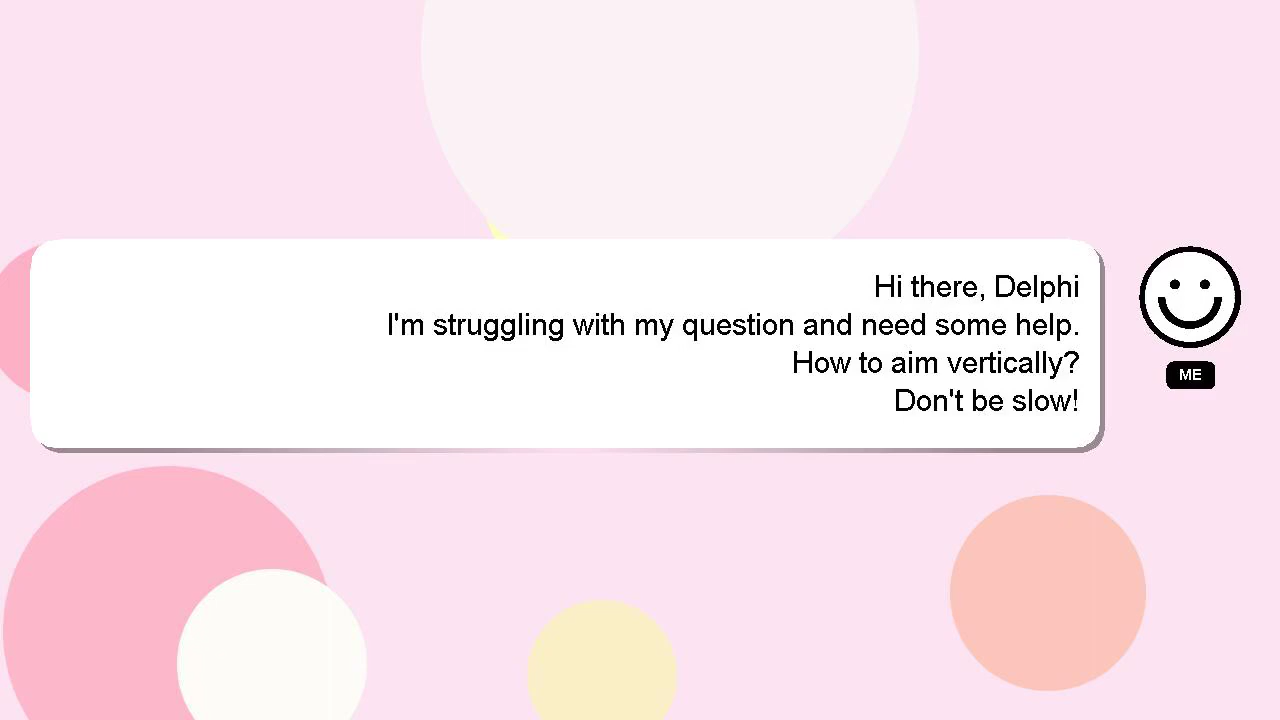 Hi there, Delphi
I'm struggling with my question and need some help.
How to aim vertically?
Don't be slow!
ME